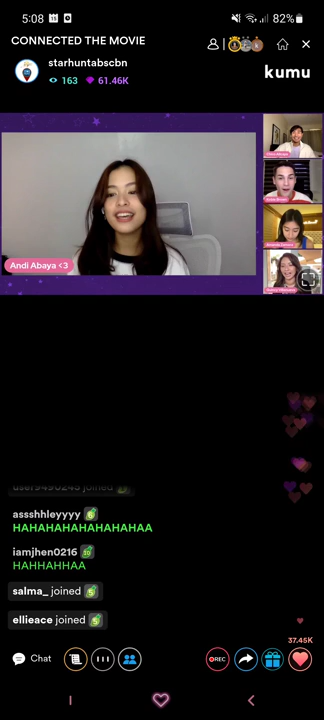 5:08
82%
CONNECTED THE MOVIE
starhuntabscbn
163 61.46K
kumu
Andi Abaya <3
assshhleyyyy
HAHAHAHAHAHAHAHAA
iamjhen0216
HAHHAHHAA
salma_ joined
ellieace joined
37.45K
Chat
REC